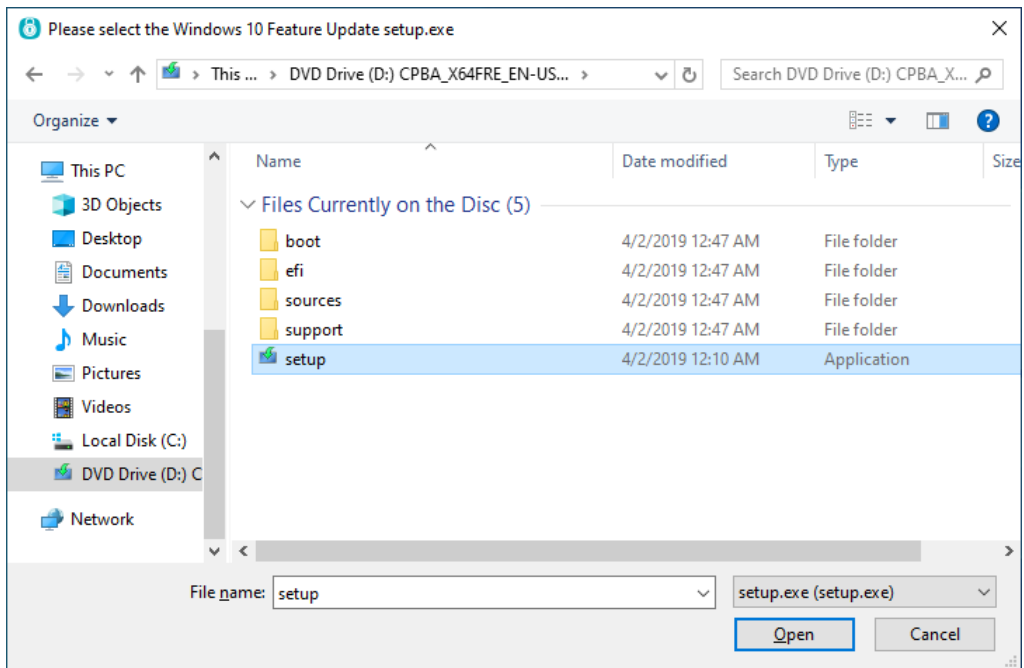 Please select the Windows 10 Feature Update setup.exe
This ... › DVD Drive (D:) CPBA_X64FRE_EN-US... › Search DVD Drive (D:) CPBA_X...
Organize
Name Date modified Type Size
This PC
3D Objects
Desktop
Documents
Downloads
Music
Pictures
Videos
Local Disk (C:)
DVD Drive (D:) C
Network
Files Currently on the Disc (5)
boot 4/2/2019 12:47 AM File folder
efi 4/2/2019 12:47 AM File folder
sources 4/2/2019 12:47 AM File folder
support 4/2/2019 12:47 AM File folder
setup 4/2/2019 12:10 AM Application
File name: setup setup.exe (setup.exe)
Open Cancel